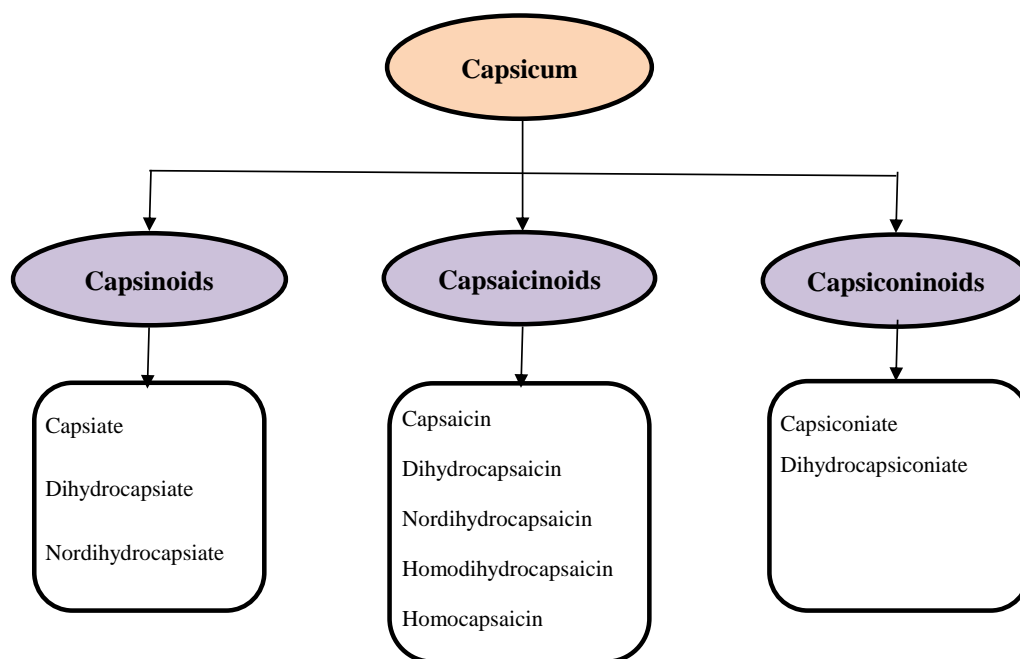 Capsicum
Capsinoids
Capsaicinoids
Capsiconinoids
Capsiate
Dihydrocapsiate
Nordihydrocapsiate
Capsaicin
Dihydrocapsaicin
Nordihydrocapsaicin
Homodihydrocapsaicin
Homocapsaicin
Capsiconiate
Dihydrocapsiconiate